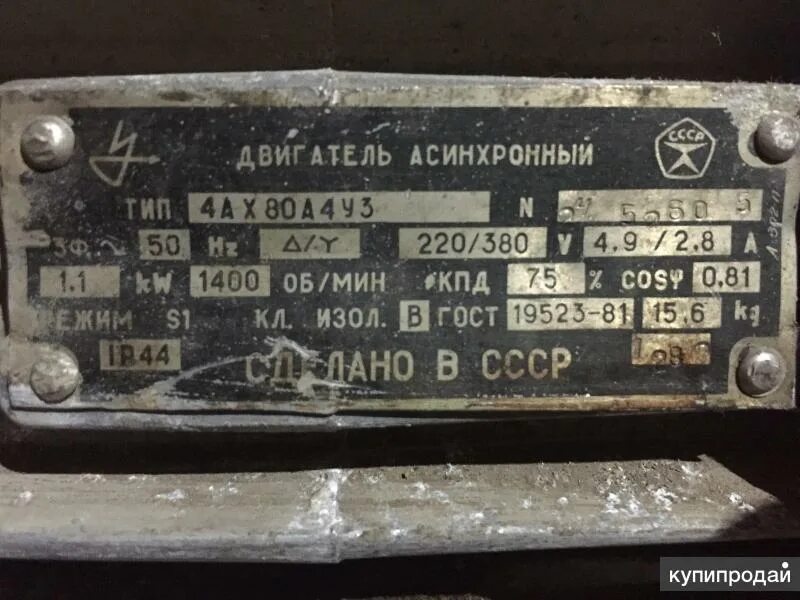 СССР
ДВИГАТЕЛЬ АСИНХРОННЫЙ
ТИП 4АХ80А4У3 N
3Ф. 50 Hz Δ/Y 220/380 V 4.9/2.8 A
1.1 kW 1400 ОБ/МИН КПД 75 % COSφ 0,81
РЕЖИМ S1 КЛ. ИЗОЛ. В ГОСТ 19523-81 15,6 kg
IP44 СДЕЛАНО В СССР
купипродай